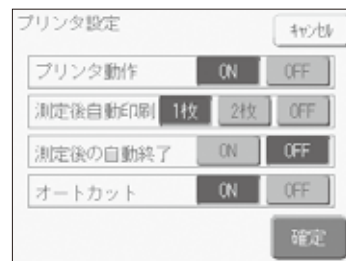 プリンタ設定 ｷｬﾝｾﾙ
プリンタ動作 ON OFF
測定後自動印刷 1枚 2枚 OFF
測定後の自動終了 ON OFF
オートカット ON OFF
確定